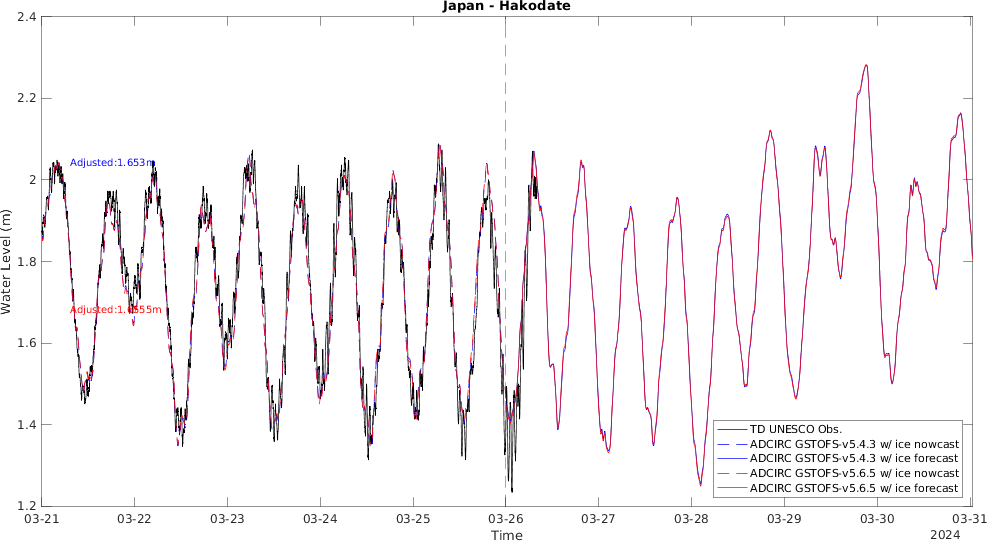 Japan - Hakodate
2.4
2.2
2
1.8
1.6
1.4
1.2
Water Level (m)
Adjusted:1.653m
TD UNESCO Obs.
ADCIRC GSTOFS-v5.4.3 w/ ice nowcast
ADCIRC GSTOFS-v5.4.3 w/ ice forecast
ADCIRC GSTOFS-v5.6.5 w/ ice nowcast
ADCIRC GSTOFS-v5.6.5 w/ ice forecast
03-21 03-22 03-23 03-24 03-25 03-26 03-27 03-28 03-29 03-30 03-31
Time
2024